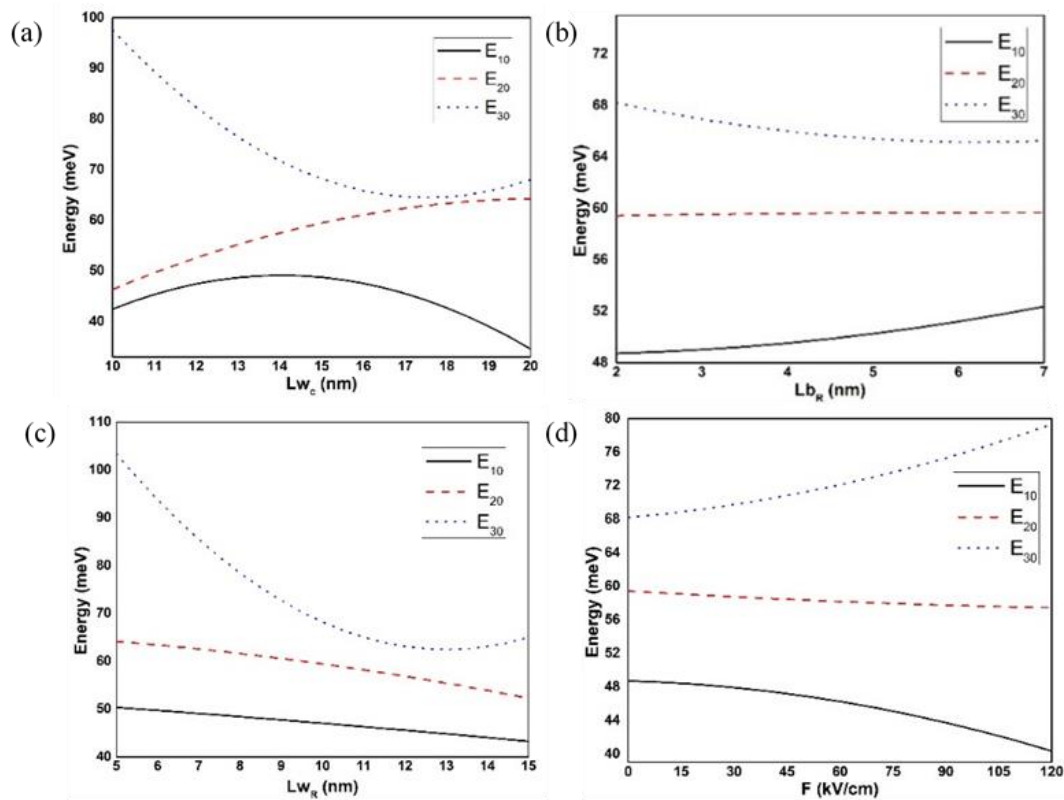 (a)
100
90
80
70
60
50
40
Energy (meV)
E10
E20
E30
10 11 12 13 14 15 16 17 18 19 20
Lwc (nm)
(b)
72
68
64
60
56
52
48
Energy (meV)
E10
E20
E30
2 3 4 5 6 7
LbR (nm)
(c)
110
100
90
80
70
60
50
40
Energy (meV)
E10
E20
E30
5 6 7 8 9 10 11 12 13 14 15
LwR (nm)
(d)
80
76
72
68
64
60
56
52
48
44
40
Energy (meV)
E10
E20
E30
0 15 30 45 60 75 90 105 120
F (kV/cm)